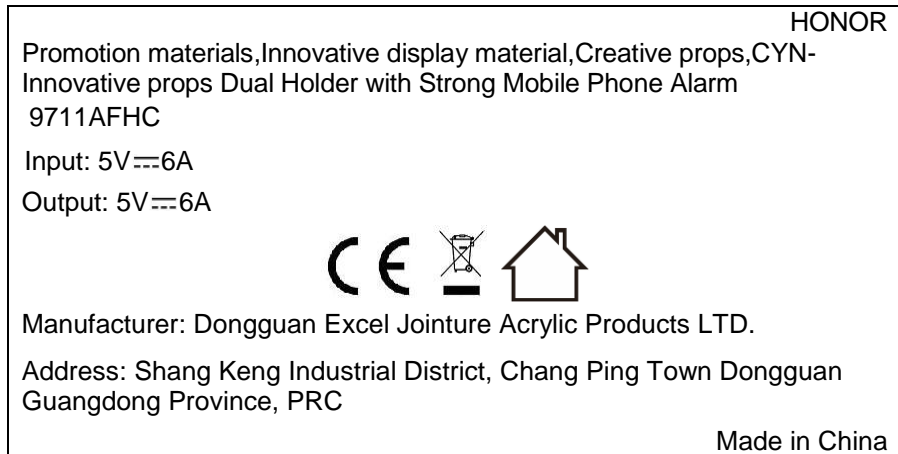 HONOR
Promotion materials,Innovative display material,Creative props,CYN-
Innovative props Dual Holder with Strong Mobile Phone Alarm
9711AFHC
Input: 5V⎓6A
Output: 5V⎓6A
CE
Manufacturer: Dongguan Excel Jointure Acrylic Products LTD.
Address: Shang Keng Industrial District, Chang Ping Town Dongguan
Guangdong Province, PRC
Made in China